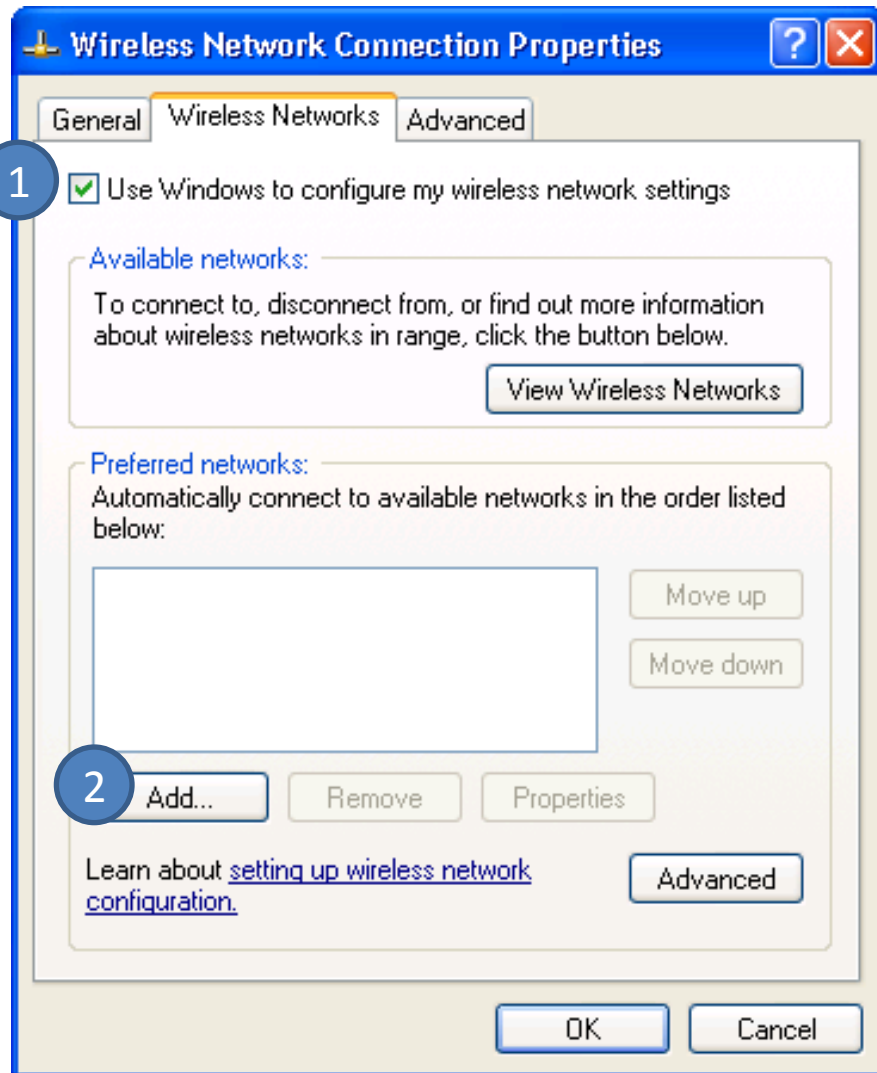 Wireless Network Connection Properties
General Wireless Networks Advanced
1
Use Windows to configure my wireless network settings
Available networks:
To connect to, disconnect from, or find out more information
about wireless networks in range, click the button below.
View Wireless Networks
Preferred networks:
Automatically connect to available networks in the order listed
below:
Move up
Move down
2
Add... Remove Properties
Learn about setting up wireless network
configuration.
Advanced
OK Cancel